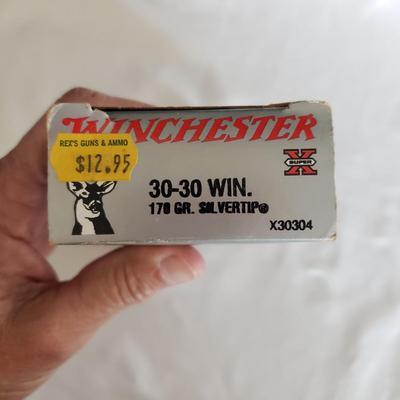 WINCHESTER
REX'S GUNS & AMMO
$12.95
X
SUPER
30-30 WIN.
170 GR. SILVERTIP®
X30304